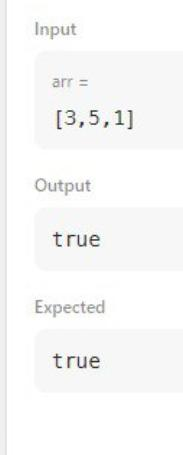 Input
arr =
[3,5,1]
Output
true
Expected
true